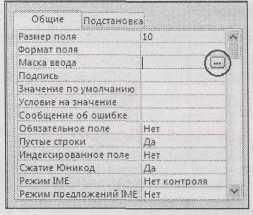 Общие Подстановка
Размер поля 10
Формат поля
Маска ввода
Подпись
Значение по умолчанию
Условие на значение
Сообщение об ошибке
Обязательное поле Нет
Пустые строки Да
Индексированное поле Нет
Сжатие Юникод Да
Режим IME Нет контроля
Режим предложений IME Нет